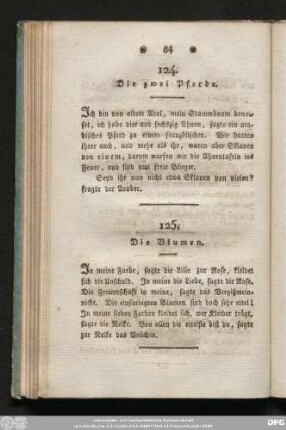 * 64 *
124.
Die zwei Pferde.
Ich bin von altem Adel, mein Stammbaum bewei-
set, ich habe vier und sechszig Ahnen, sagte ein ara-
bisches Pferd zu einem französischen. Wir hatten
ihrer auch, und mehr als ihr, waren aber Sklaven
von einem, darum warfen wir die Ahnentafeln ins
Feuer, und sind nun freie Bürger.
Seyd ihr nun nicht etwa Sklaven von vielen?
fragte der Araber.
125.
Die Blumen.
In meine Farbe, sagte die Lilie zur Rose, kleidet
sich die Unschuld. In meine die Liebe, sagte die Rose.
Die Freundschaft in meine, sagte das Vergißmein-
nicht. Die einfarbigten Blumen sind doch sehr eitel!
In meine sieben Farben kleidet sich, wer Kleider trägt,
sagte die Nelke. Von allen die eitelste bist du, sagte
zur Nelke das Veilchen.
DFG